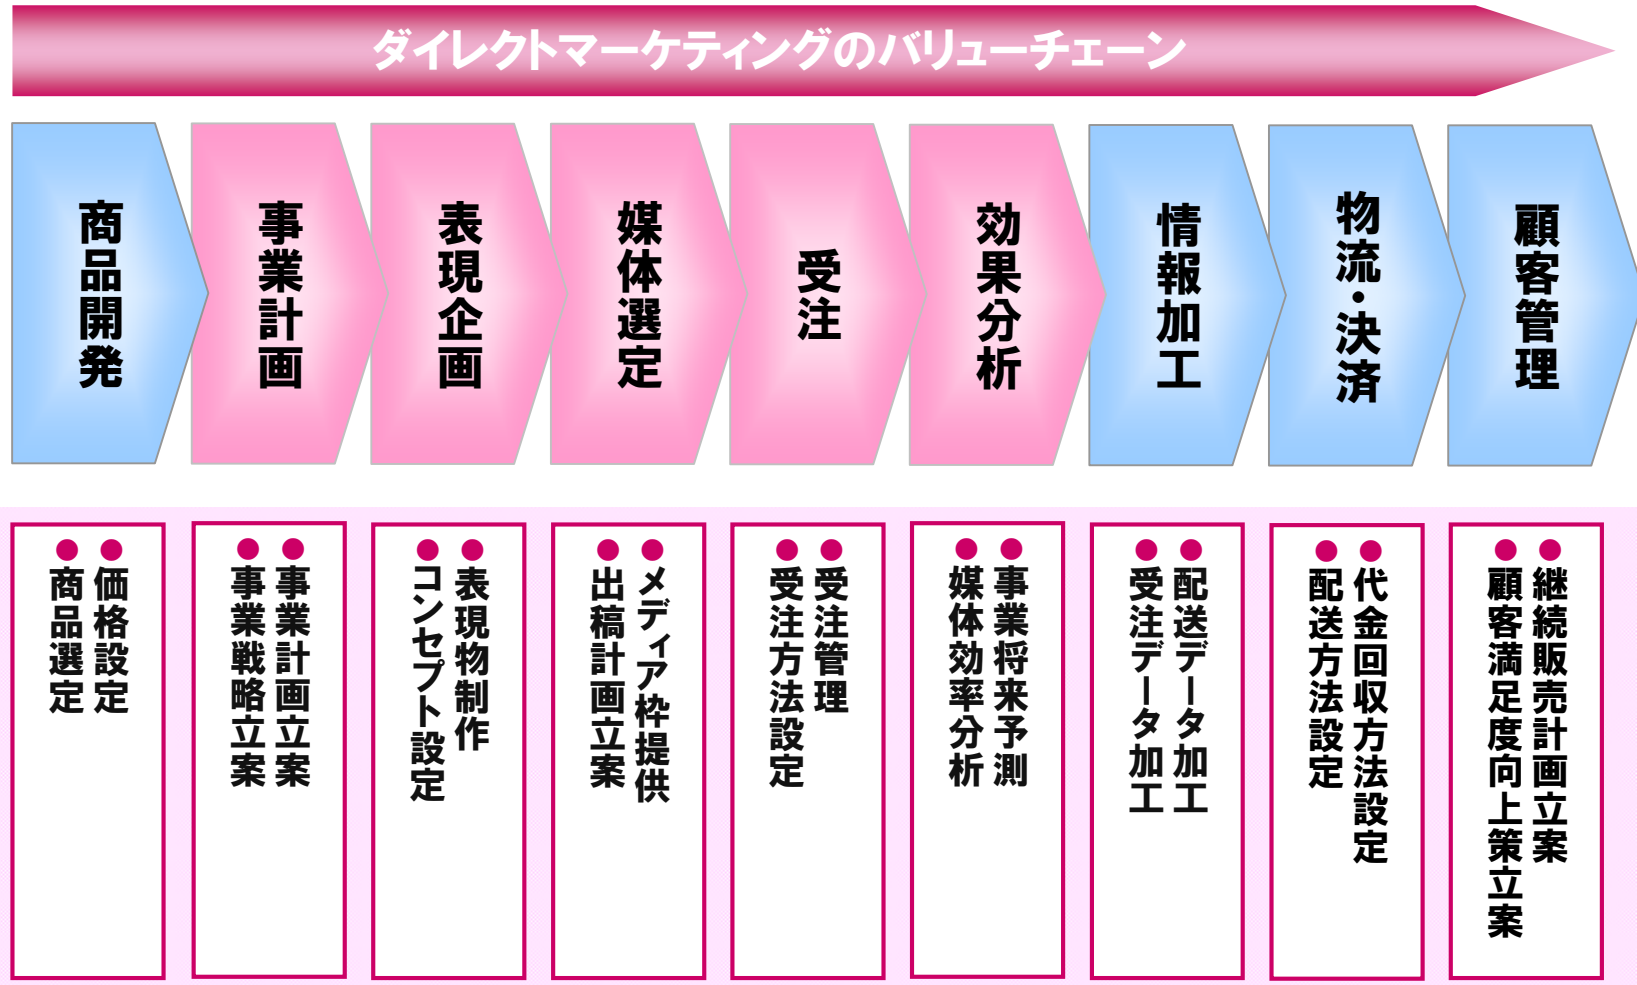 ダイレクトマーケティングのバリューチェーン
商品開発
事業計画
表現企画
媒体選定
受注
効果分析
情報加工
物流・決済
顧客管理
●価格設定
●商品選定
●事業計画立案
●事業戦略立案
●表現物制作
●コンセプト設定
●メディア枠提供
●出稿計画立案
●受注管理
●受注方法設定
●事業将来予測
●媒体効率分析
●配送データ加工
●受注データ加工
●代金回収方法設定
●配送方法設定
●継続販売計画立案
●顧客満足度向上策立案